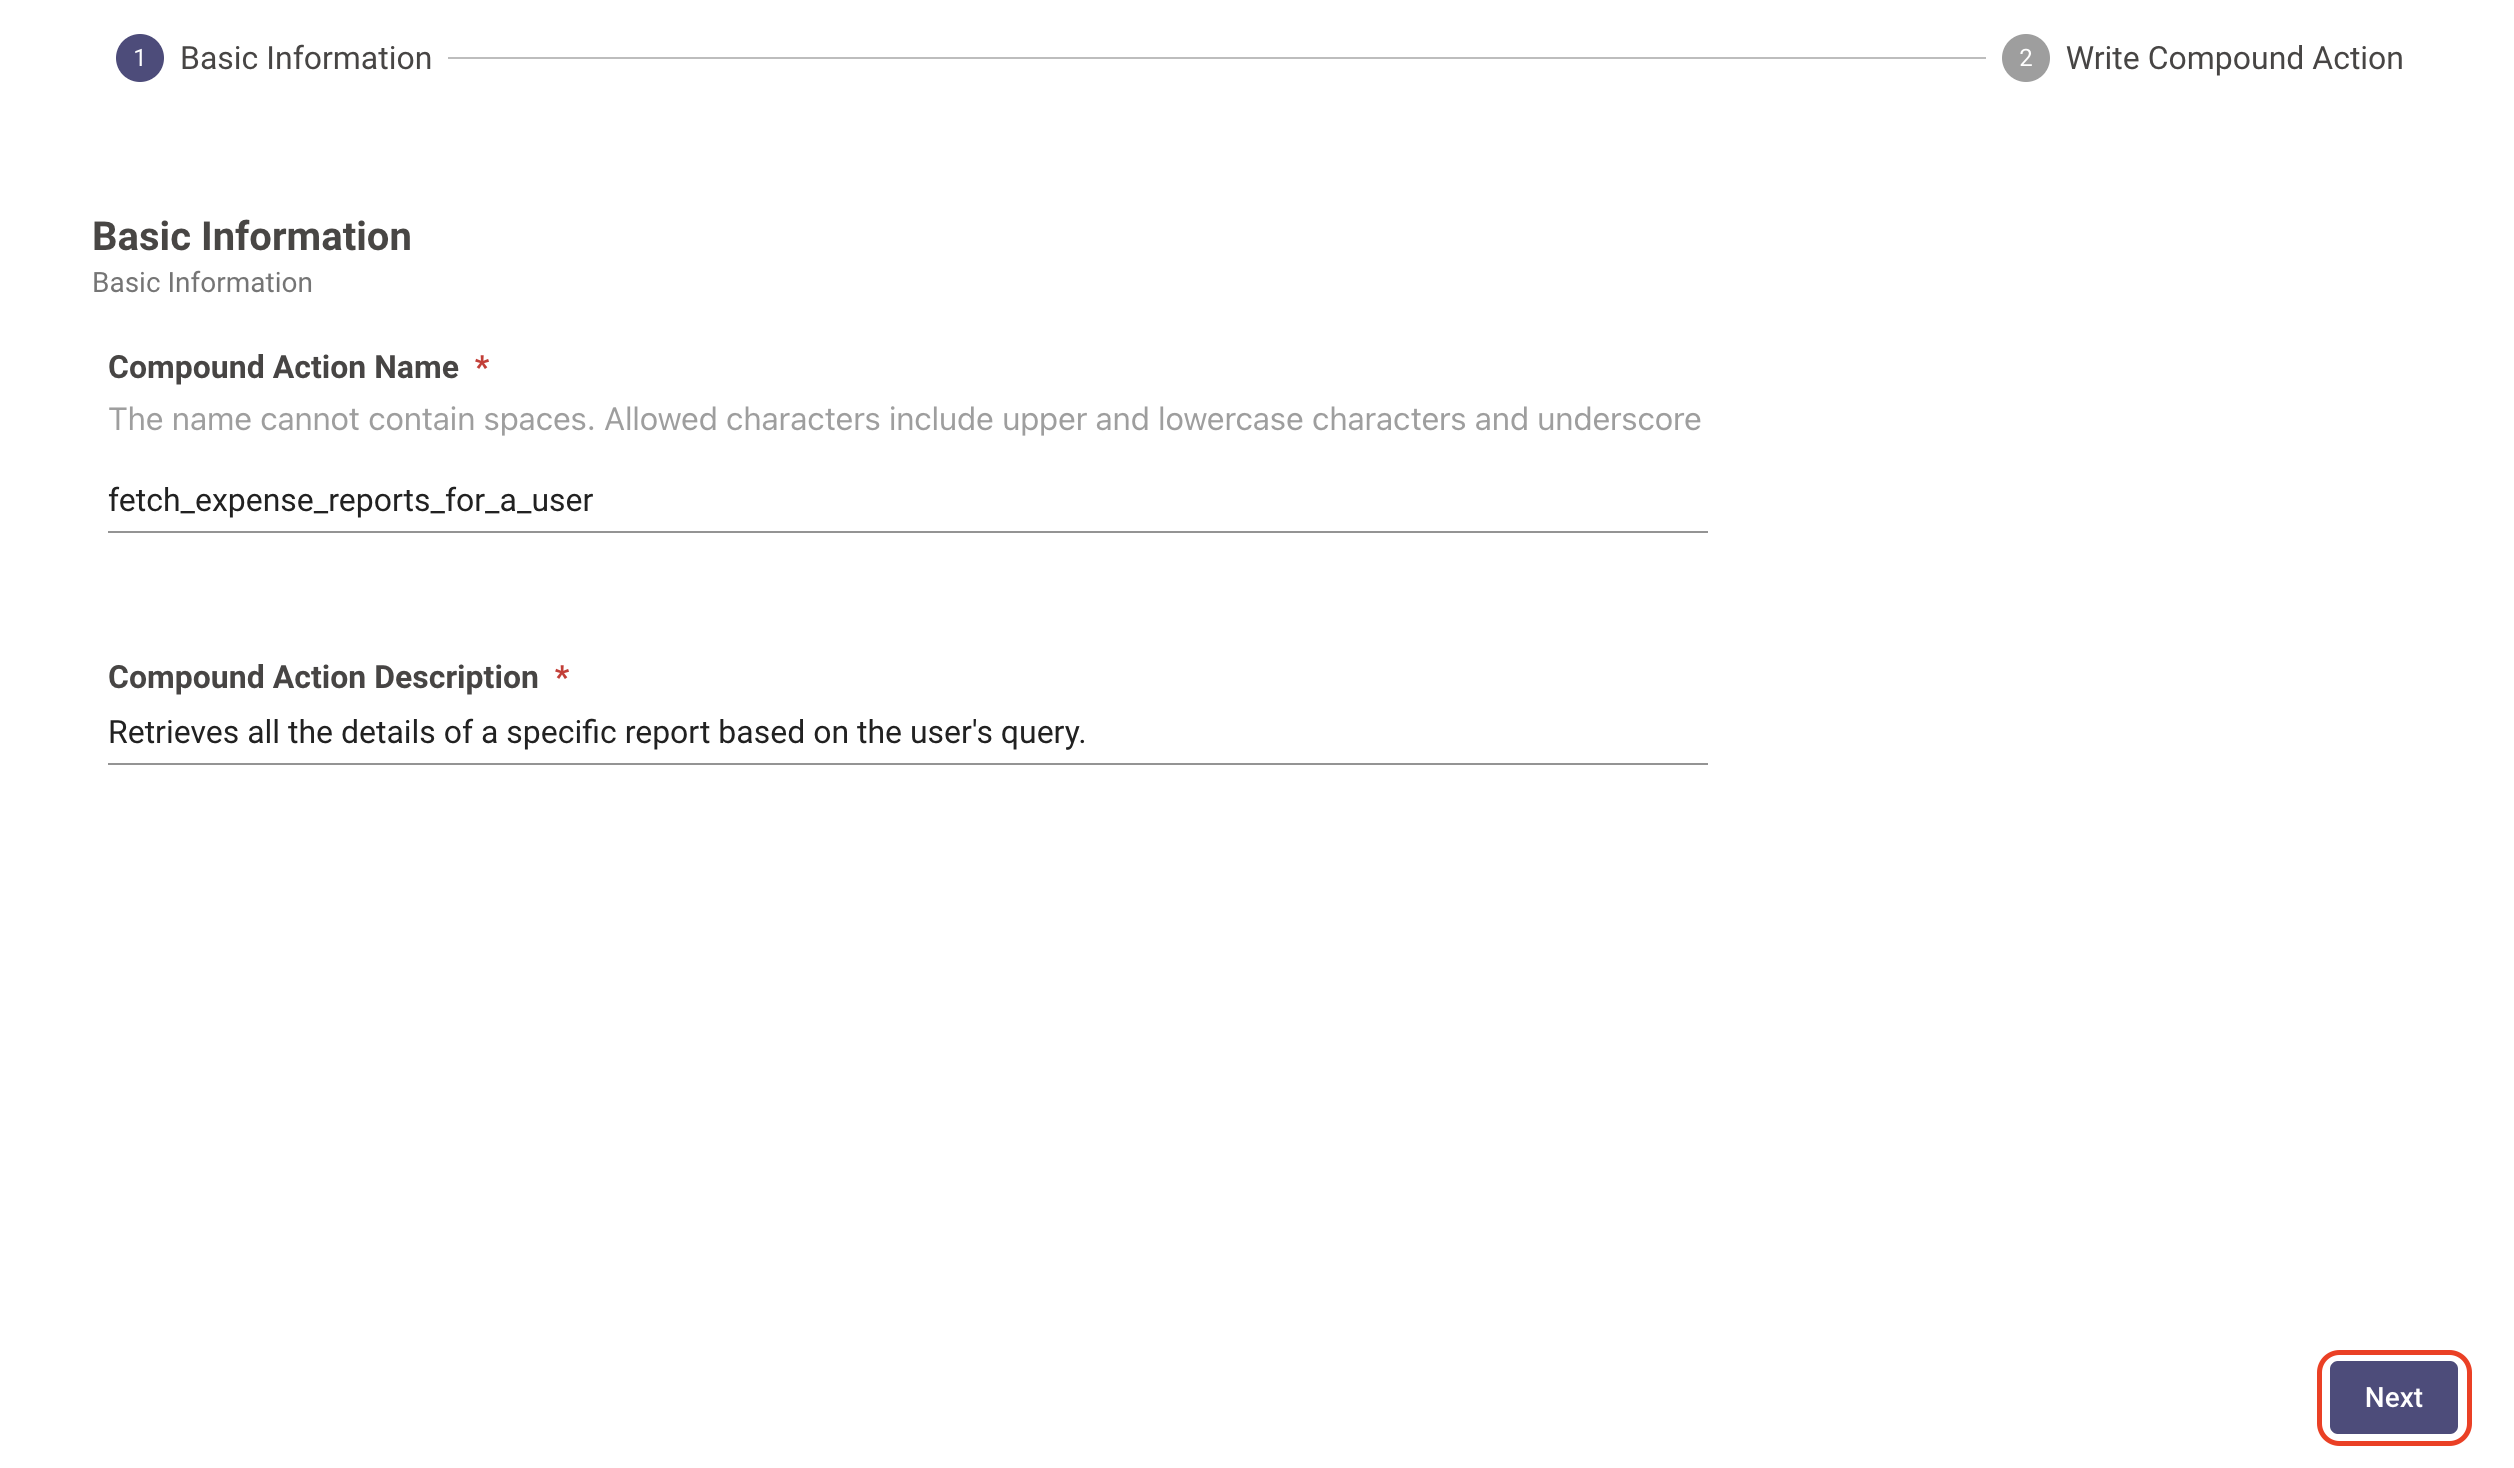 1 Basic Information 2 Write Compound Action
Basic Information
Basic Information
Compound Action Name *
The name cannot contain spaces. Allowed characters include upper and lowercase characters and underscore
fetch_expense_reports_for_a_user
Compound Action Description *
Retrieves all the details of a specific report based on the user's query.
Next